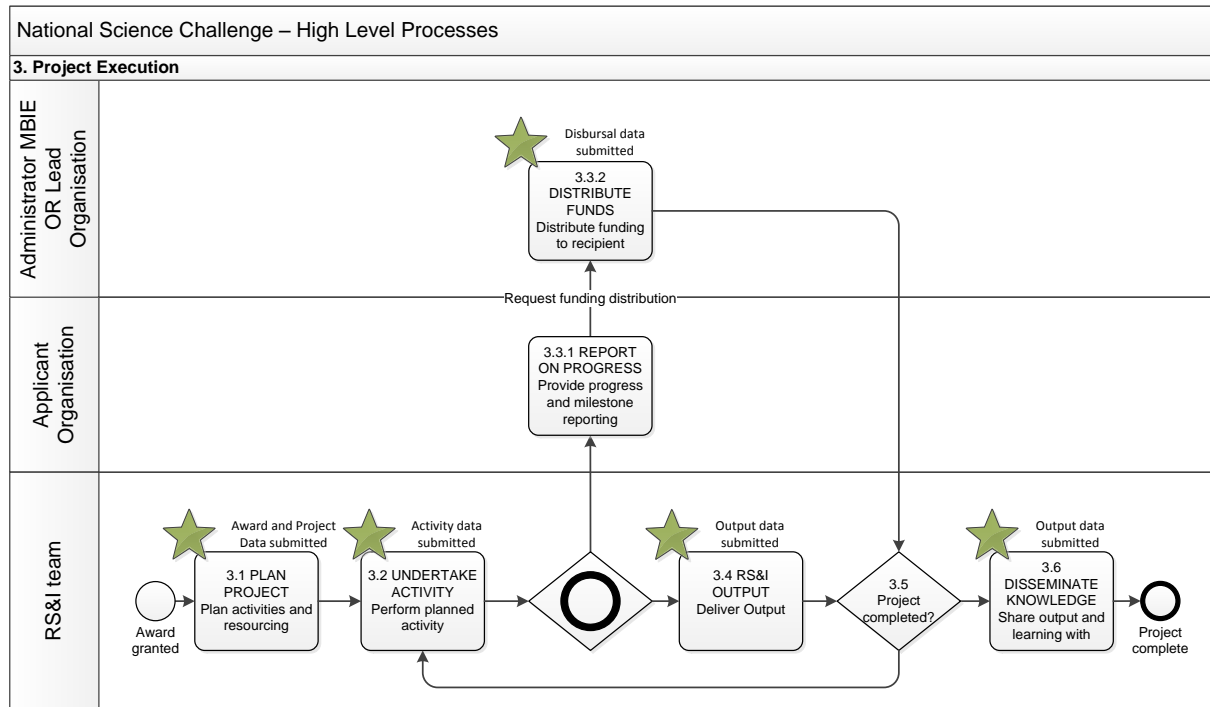 National Science Challenge – High Level Processes
3. Project Execution
Administrator MBIE
OR Lead
Organisation
Disbursal data
submitted
3.3.2
DISTRIBUTE
FUNDS
Distribute funding
to recipient
Request funding distribution
Applicant
Organisation
3.3.1 REPORT
ON PROGRESS
Provide progress
and milestone
reporting
RS&I team
Award
granted
Award and Project
Data submitted
3.1 PLAN
PROJECT
Plan activities and
resourcing
Activity data
submitted
3.2 UNDERTAKE
ACTIVITY
Perform planned
activity
Output data
submitted
3.4 RS&I
OUTPUT
Deliver Output
3.5
Project
completed?
Output data
submitted
3.6
DISSEMINATE
KNOWLEDGE
Share output and
learning with
Project
complete